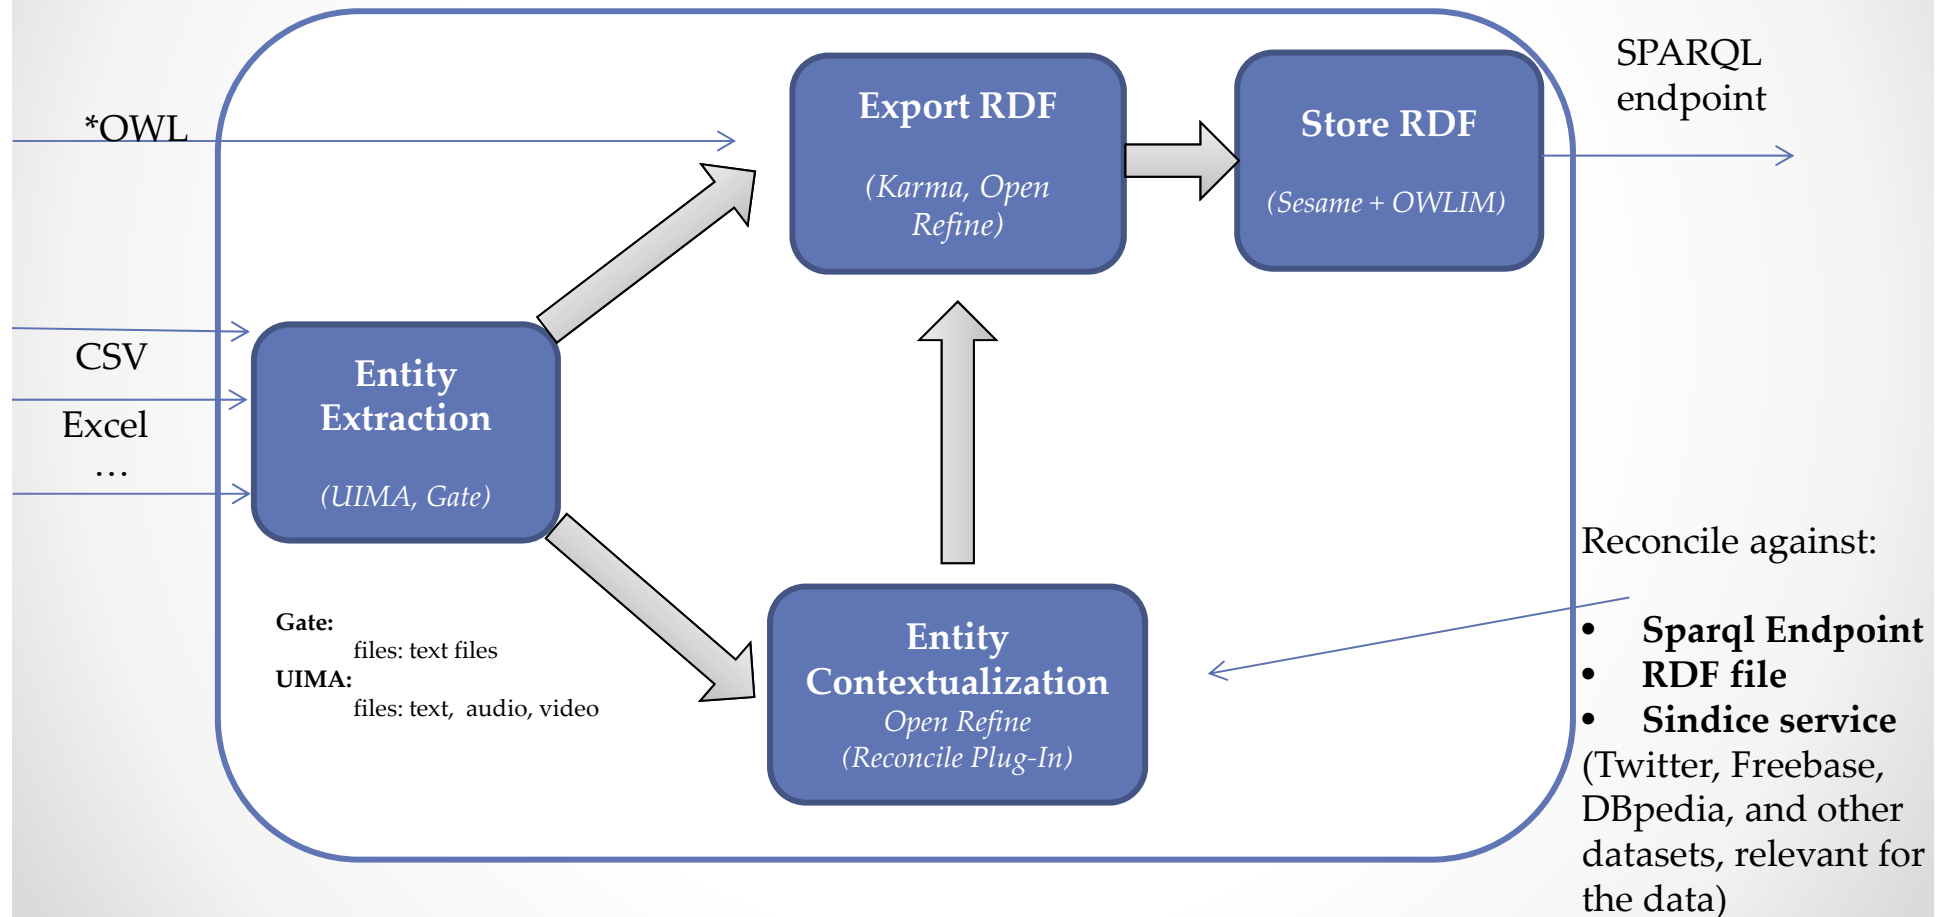 *OWL
CSV
Excel
…
Entity
Extraction
(UIMA, Gate)
Gate:
files: text files
UIMA:
files: text,  audio, video
Export RDF
(Karma, Open
Refine)
Store RDF
(Sesame + OWLIM)
Entity
Contextualization
Open Refine
(Reconcile Plug-In)
SPARQL
endpoint
Reconcile against:
• Sparql Endpoint
• RDF file
• Sindice service
(Twitter, Freebase,
DBpedia, and other
datasets, relevant for
the data)